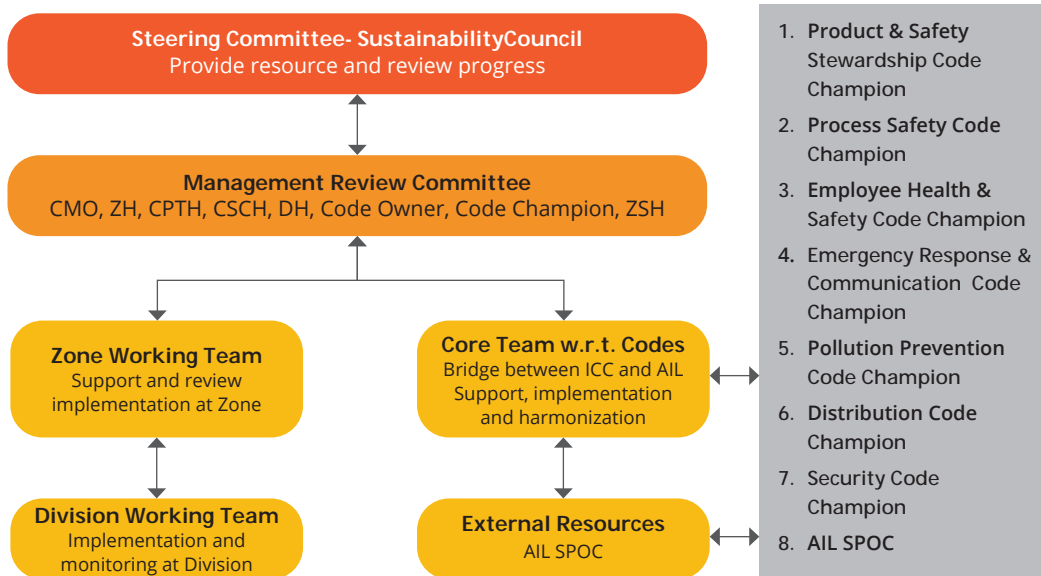 Steering Committee- SustainabilityCouncil
Provide resource and review progress
Management Review Committee
CMO, ZH, CPTH, CSCH, DH, Code Owner, Code Champion, ZSH
Zone Working Team
Support and review
implementation at Zone
Core Team w.r.t. Codes
Bridge between ICC and AIL
Support, implementation
and harmonization
Division Working Team
Implementation and
monitoring at Division
External Resources
AIL SPOC
1. Product & Safety
Stewardship Code
Champion
2. Process Safety Code
Champion
3. Employee Health &
Safety Code Champion
4. Emergency Response &
Communication Code
Champion
5. Pollution Prevention
Code Champion
6. Distribution Code
Champion
7. Security Code
Champion
8. AIL SPOC